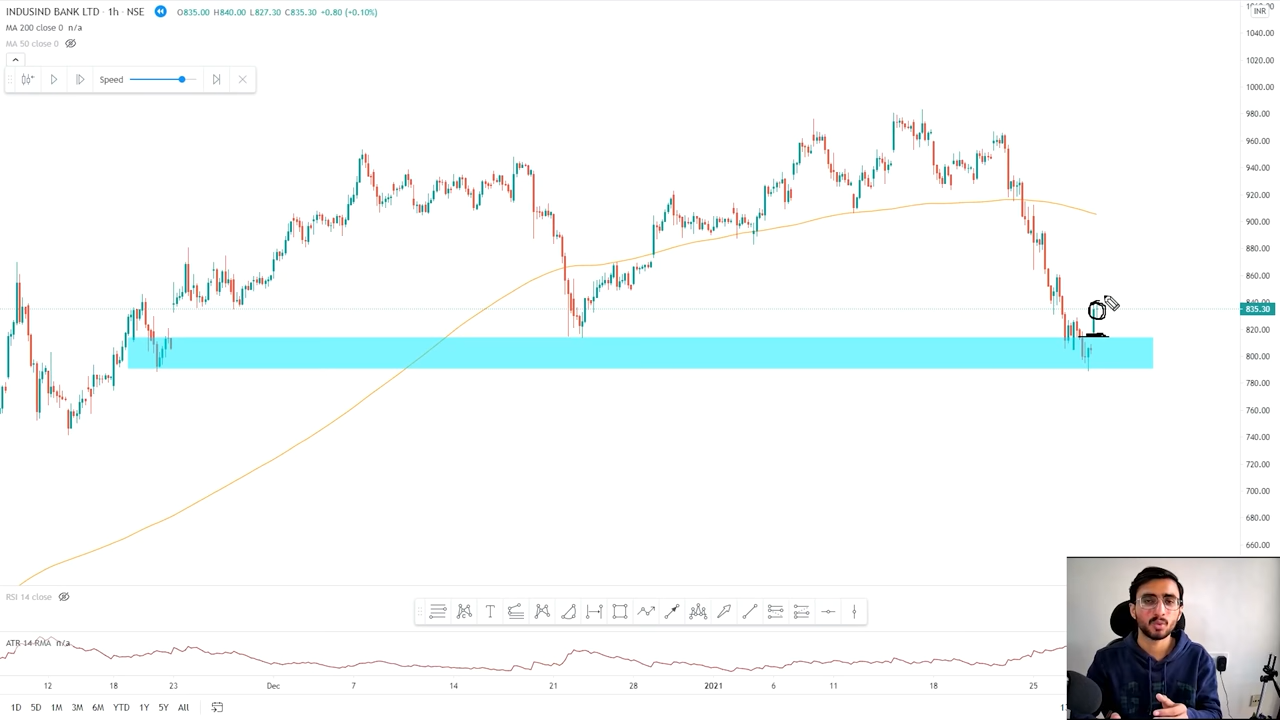 INDUSIND BANK LTD · 1h · NSE O835.00 H840.00 L827.30 C835.30 +0.80 (+0.10%)
INR
MA 200 close 0 n/a
MA 50 close 0
Speed
1040.00
1020.00
1000.00
980.00
960.00
940.00
920.00
900.00
880.00
860.00
840.00
835.30
820.00
800.00
780.00
760.00
740.00
720.00
700.00
680.00
660.00
RSI 14 close
T
ATR 14 RMA n/a
12 18 23 Dec 7 14 21 28 2021 6 11 18 25
1D 5D 1M 3M 6M YTD 1Y 5Y All